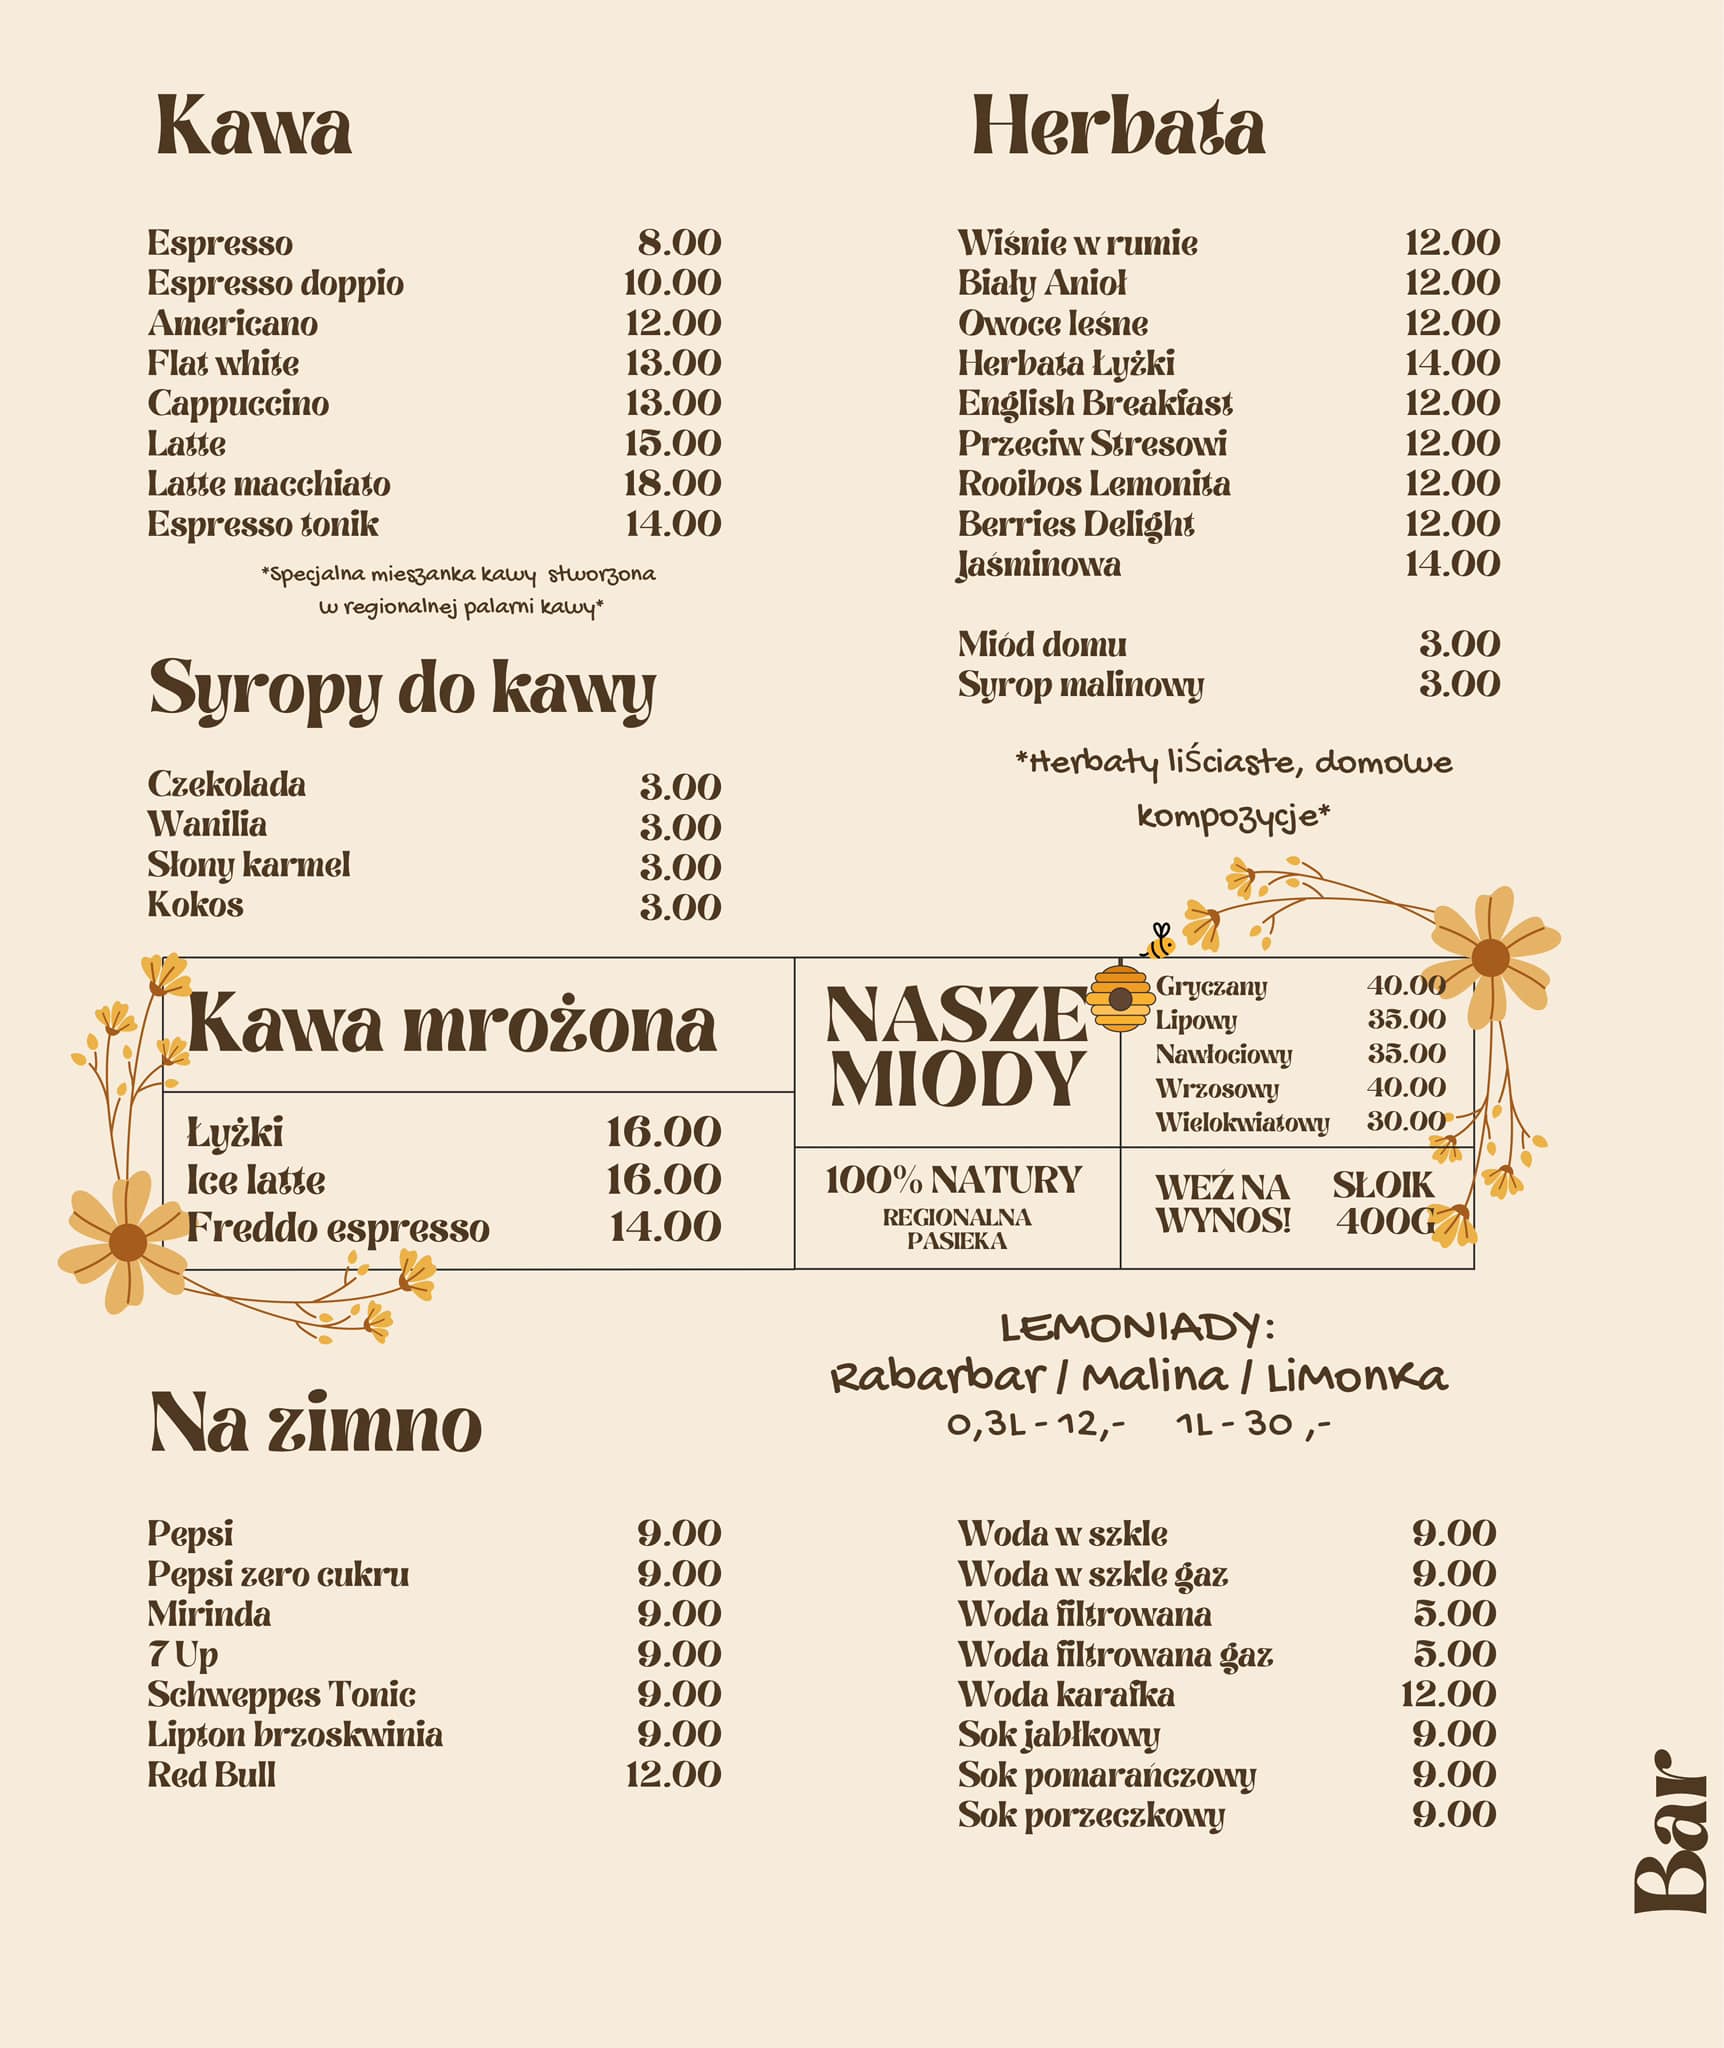 Kawa
Espresso 8.00
Espresso doppio 10.00
Americano 12.00
Flat white 13.00
Cappuccino 13.00
Latte 15.00
Latte macchiato 18.00
Espresso tonik 14.00
*Specjalna mieszanka kawy stworzona
w regionalnej palarni kawy*
Syropy do kawy
Czekolada 3.00
Wanilia 3.00
Słony karmel 3.00
Kokos 3.00
Herbata
Wiśnie w rumie 12.00
Biały Anioł 12.00
Owoce leśne 12.00
Herbata Łyżki 14.00
English Breakfast 12.00
Przeciw Stresowi 12.00
Rooibos Lemonita 12.00
Berries Delight 12.00
Jaśminowa 14.00
Miód domu 3.00
Syrop malinowy 3.00
*Herbaty liściaste, domowe
kompozycje*
Kawa mrożona
Łyżki 16.00
Ice latte 16.00
Freddo espresso 14.00
NASZE
MIODY
100% NATURY
REGIONALNA
PASIEKA
Gryczany 40.00
Lipowy 35.00
Nawłociowy 35.00
Wrzosowy 40.00
Wielokwiatowy 30.00
WEŹ NA
WYNOS!
SŁOIK
400G
LEMONIADY:
Rabarbar / Malina / Limonka
0,3L - 12,- 1L - 30 ,-
Na zimno
Pepsi 9.00
Pepsi zero cukru 9.00
Mirinda 9.00
7 Up 9.00
Schweppes Tonic 9.00
Lipton brzoskwinia 9.00
Red Bull 12.00
Woda w szkle 9.00
Woda w szkle gaz 9.00
Woda filtrowana 5.00
Woda filtrowana gaz 5.00
Woda karafka 12.00
Sok jabłkowy 9.00
Sok pomarańczowy 9.00
Sok porzeczkowy 9.00
Bar